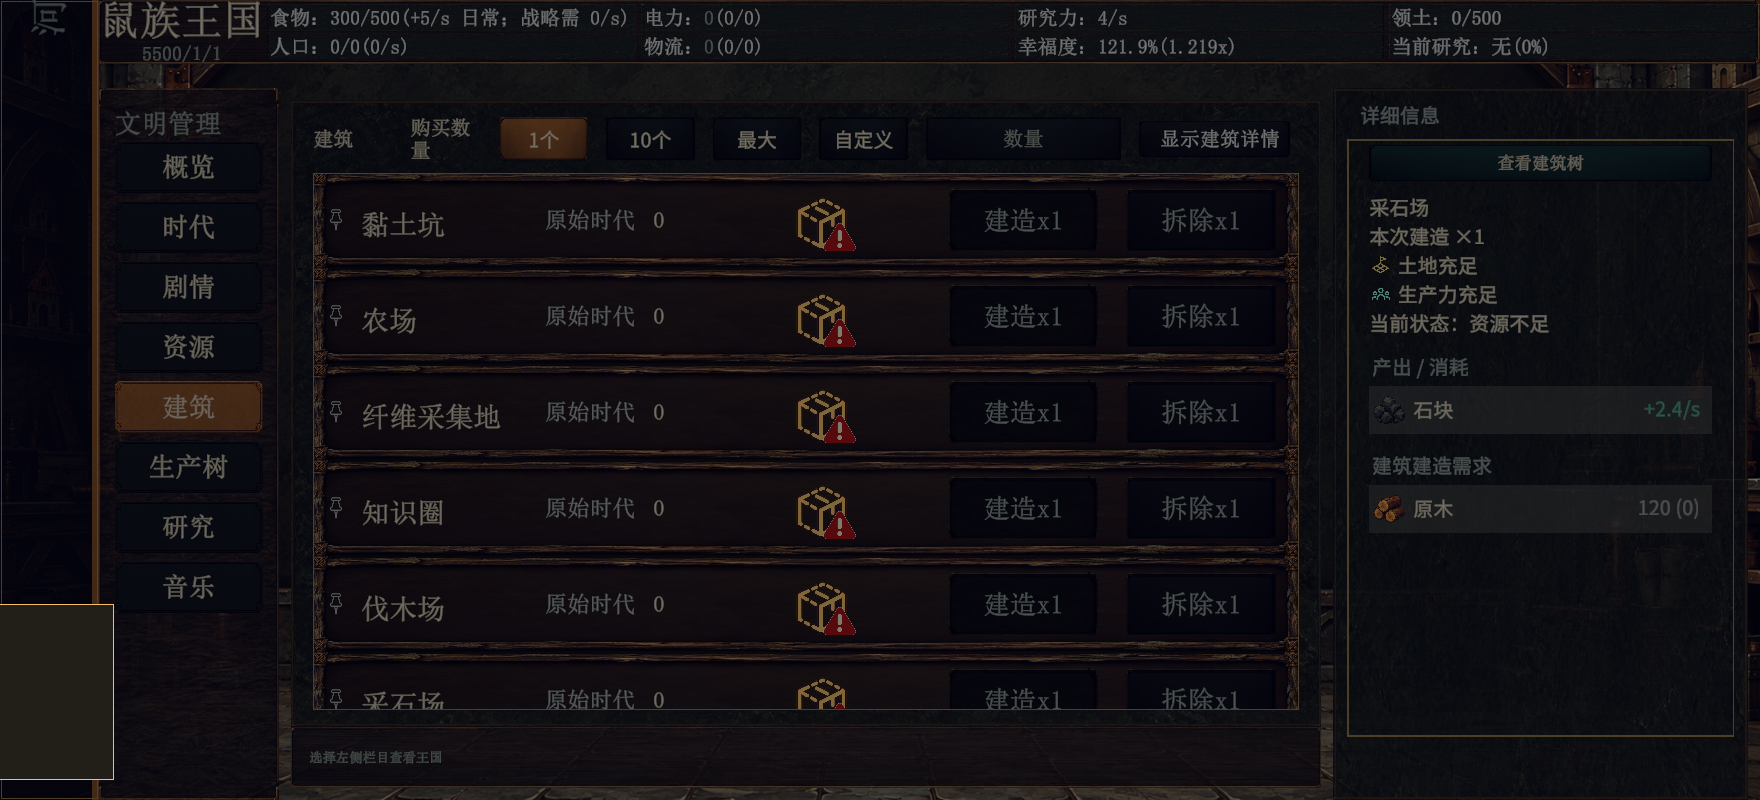 河
鼠族王国
5500/1/1
食物: 300/500(+5/s 日常; 战略需 0/s)
电力: 0(0/0)
研究力: 4/s
领土: 0/500
人口: 0/0(0/s)
物流: 0(0/0)
幸福度: 121.9%(1.219x)
当前研究: 无(0%)
文明管理
概览
时代
剧情
资源
建筑
生产树
研究
音乐
建筑
购买数量
1个
10个
最大
自定义
数量
显示建筑详情
黏土坑 原始时代 0 建造x1 拆除x1
农场 原始时代 0 建造x1 拆除x1
纤维采集地 原始时代 0 建造x1 拆除x1
知识圈 原始时代 0 建造x1 拆除x1
伐木场 原始时代 0 建造x1 拆除x1
采石场 原始时代 0 建造x1 拆除x1
选择左侧栏目查看王国
详细信息
查看建筑树
采石场
本次建造 ×1
土地充足
生产力充足
当前状态: 资源不足
产出 / 消耗
石块 +2.4/s
建筑建造需求
原木 120 (0)